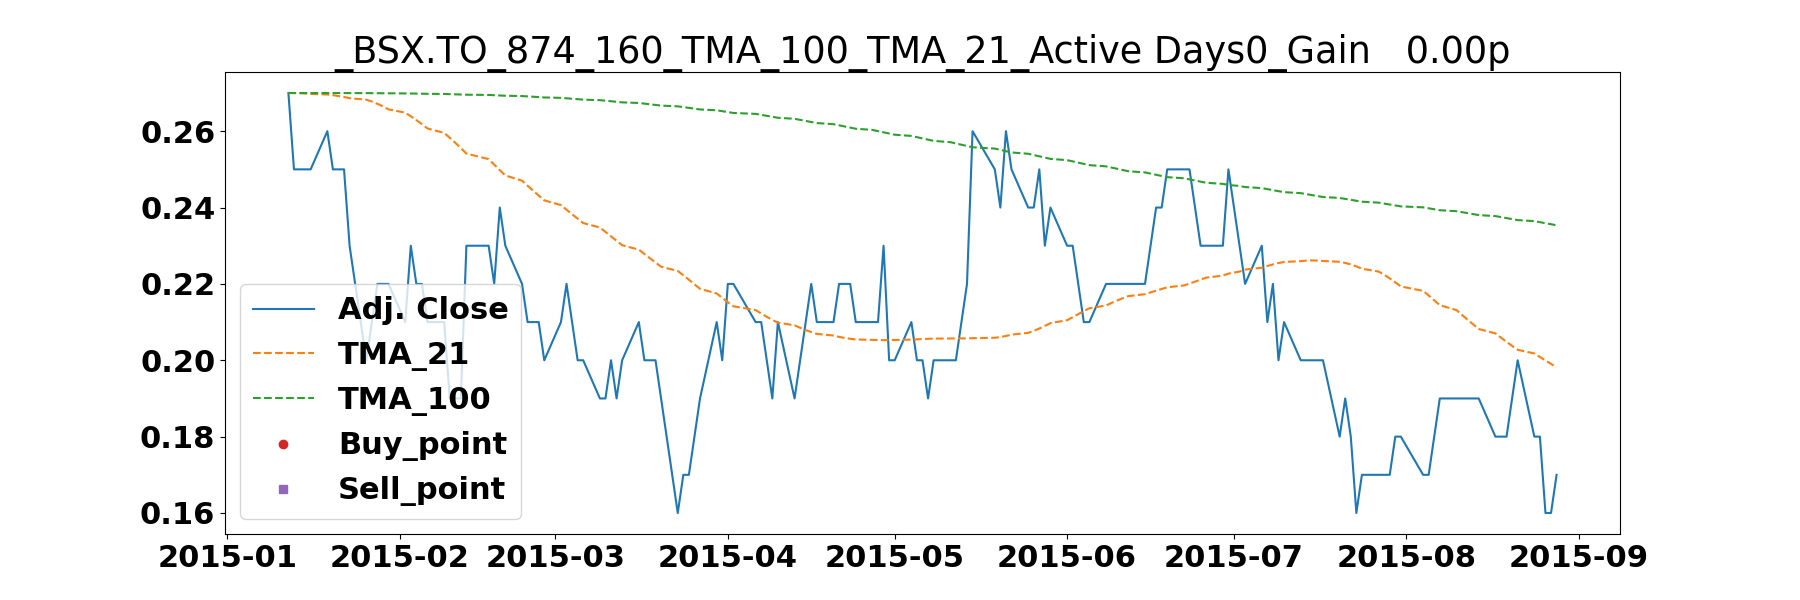 _BSX.TO_874_160_TMA_100_TMA_21_Active Days0_Gain   0.00p
0.26
0.24
0.22
0.20
0.18
0.16
Adj. Close
TMA_21
TMA_100
Buy_point
Sell_point
2015-01 2015-02 2015-03 2015-04 2015-05 2015-06 2015-07 2015-08 2015-09